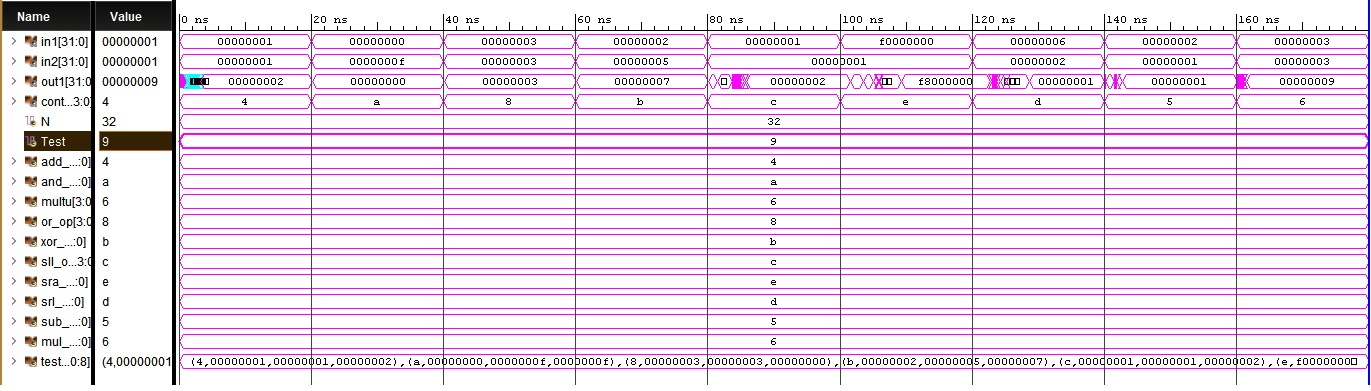 Name Value 0 ns 20 ns 40 ns 60 ns 80 ns 100 ns 120 ns 140 ns 160 ns
in1[31:0] 00000001 00000001 00000000 00000003 00000002 00000001 f0000000 00000006 00000002 00000003
in2[31:0] 00000001 00000001 0000000f 00000003 00000005 00000001 00000002 00000001 00000003
out1[31:0 00000009 00000002 00000000 00000003 00000007 00000002 f8000000 00000001 00000001 00000009
cont...3:0] 4 4 a 8 b c e d 5 6
N 32 32
Test 9 9
add_...:0] 4 4
and_...:0] a a
multu[3:0 6 6
or_op[3:0 8 8
xor_...:0] b b
sll_o...3:0 c c
sra_...:0] e e
srl_...:0] d d
sub_...:0] 5 5
mul_...:0] 6 6
test...0:8] (4,00000001 (4,00000001,00000001,00000002),(a,00000000,0000000f,0000000f),(8,00000003,00000003,00000000),(b,00000002,00000005,00000007),(c,00000001,00000001,00000002),(e,f0000000